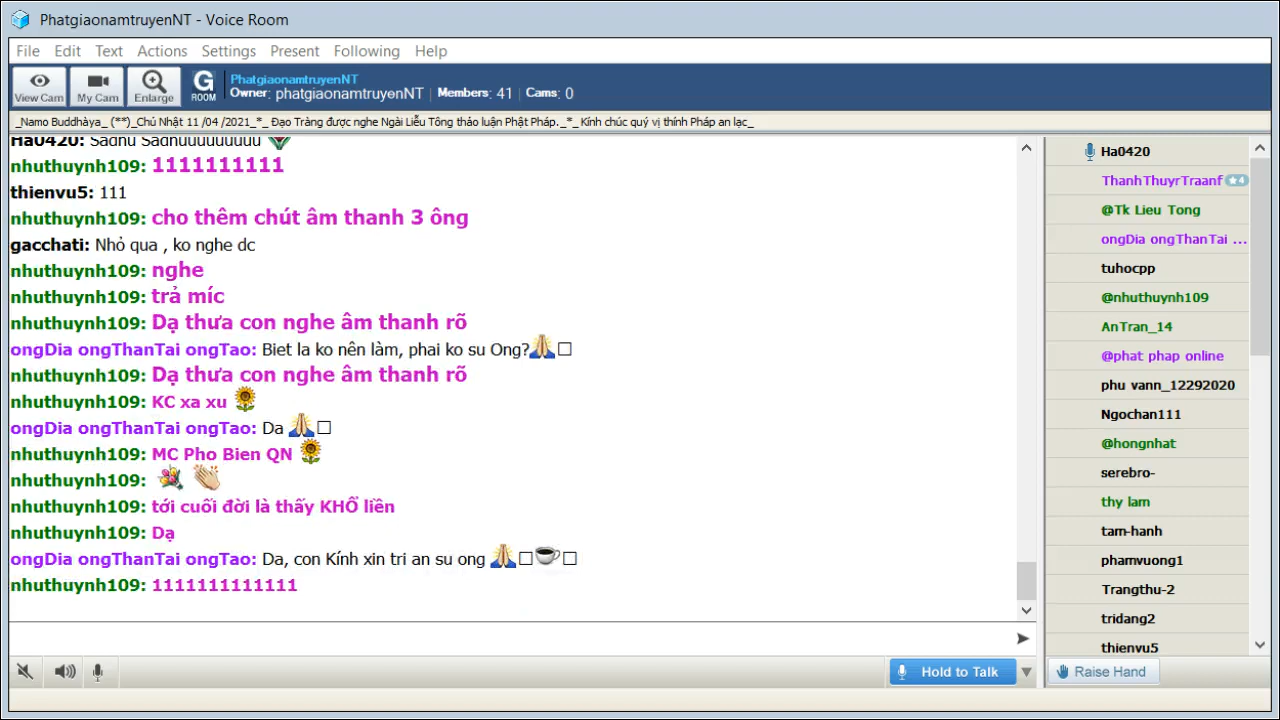 PhatgiaonamtruyenNT - Voice Room
File Edit Text Actions Settings Present Following Help
View Cam My Cam Enlarge G ROOM
PhatgiaonamtruyenNT
Owner: phatgiaonamtruyenNT | Members: 41 | Cams: 0
_Namo Buddhàya_ (**)_Chủ Nhật 11 /04 /2021_*_ Đạo Tràng được nghe Ngài Liễu Tông thảo luận Phật Pháp._*_ Kính chúc quý vị thính Pháp an lạc_
Ha0420: Sadhu Sadhuuuuuuuuu
nhuthuynh109: 1111111111
thienvu5: 111
nhuthuynh109: cho thêm chút âm thanh 3 ông
gacchati: Nhỏ qua , ko nghe dc
nhuthuynh109: nghe
nhuthuynh109: trả míc
nhuthuynh109: Dạ thưa con nghe âm thanh rõ
ongDia ongThanTai ongTao: Biet la ko nên làm, phai ko su Ong?🙏□
nhuthuynh109: Dạ thưa con nghe âm thanh rõ
nhuthuynh109: KC xa xu 🌻
ongDia ongThanTai ongTao: Da 🙏□
nhuthuynh109: MC Pho Bien QN 🌻
nhuthuynh109: 💐 👏
nhuthuynh109: tới cuối đời là thấy KHỔ liền
nhuthuynh109: Dạ
ongDia ongThanTai ongTao: Da, con Kính xin tri an su ong 🙏□☕□
nhuthuynh109: 1111111111111
Hold to Talk
Ha0420
ThanhThuyrTraanf ★4
@Tk Lieu Tong
ongDia ongThanTai ...
tuhocpp
@nhuthuynh109
AnTran_14
@phat phap online
phu vann_12292020
Ngochan111
@hongnhat
serebro-
thy lam
tam-hanh
phamvuong1
Trangthu-2
tridang2
thienvu5
Raise Hand